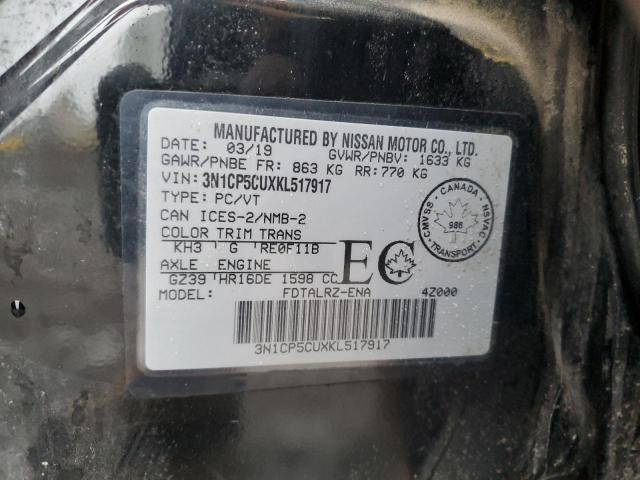 MANUFACTURED BY NISSAN MOTOR CO., LTD.
DATE: 03/19 GVWR/PNBV: 1633 KG
GAWR/PNBE FR: 863 KG RR: 770 KG
VIN: 3N1CP5CUXKL517917
TYPE: PC/VT
CAN ICES-2/NMB-2
COLOR TRIM TRANS
KH3 G RE0F11B
AXLE ENGINE
GZ39 HR16DE 1598 CC
EC
MODEL: FDTALRZ-ENA 4Z000
3N1CP5CUXKL517917
CANADA
CMVSS
986
NSVAC
TRANSPORT